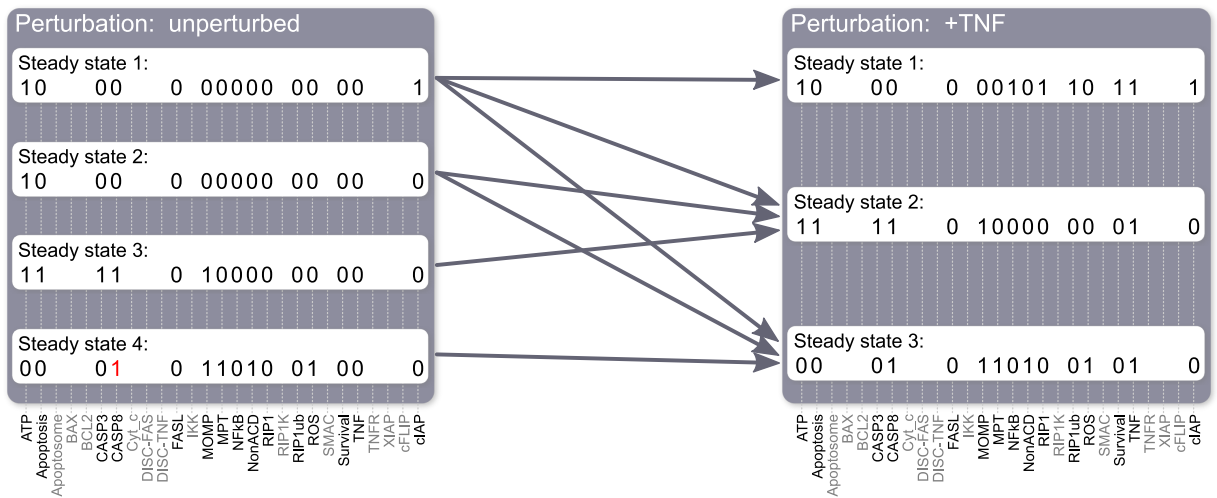 Perturbation: unperturbed
Steady state 1:
10 00 0 00000 00 00 1
Steady state 2:
10 00 0 00000 00 00 0
Steady state 3:
11 11 0 10000 00 00 0
Steady state 4:
00 01 0 11010 01 00 0
ATP
Apoptosis
Apoptosome
BAX
BCL2
CASP3
CASP8
Cyt_c
DISC-FAS
DISC-TNF
FASL
IKK
MOMP
MPT
NFkB
NonACD
RIP1
RIP1K
RIP1ub
ROS
SMAC
Survival
TNF
TNFR
XIAP
cFLIP
cIAP
Perturbation: +TNF
Steady state 1:
10 00 0 00101 10 11 1
Steady state 2:
11 11 0 10000 00 01 0
Steady state 3:
00 01 0 11010 01 01 0
ATP
Apoptosis
Apoptosome
BAX
BCL2
CASP3
CASP8
Cyt_c
DISC-FAS
DISC-TNF
FASL
IKK
MOMP
MPT
NFkB
NonACD
RIP1
RIP1K
RIP1ub
ROS
SMAC
Survival
TNF
TNFR
XIAP
cFLIP
cIAP